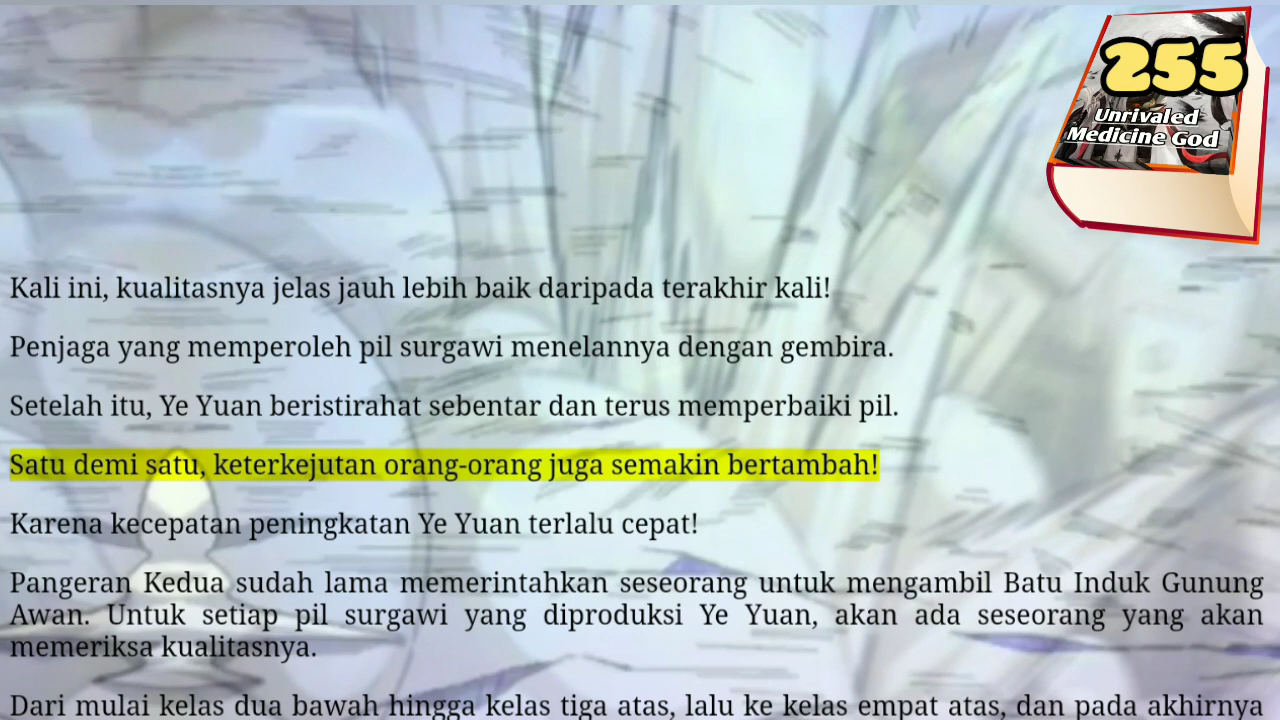 255
Unrivaled
Medicine God
Kali ini, kualitasnya jelas jauh lebih baik daripada terakhir kali!
Penjaga yang memperoleh pil surgawi menelannya dengan gembira.
Setelah itu, Ye Yuan beristirahat sebentar dan terus memperbaiki pil.
Satu demi satu, keterkejutan orang-orang juga semakin bertambah!
Karena kecepatan peningkatan Ye Yuan terlalu cepat!
Pangeran Kedua sudah lama memerintahkan seseorang untuk mengambil Batu Induk Gunung
Awan. Untuk setiap pil surgawi yang diproduksi Ye Yuan, akan ada seseorang yang akan
memeriksa kualitasnya.
Dari mulai kelas dua bawah hingga kelas tiga atas, lalu ke kelas empat atas, dan pada akhirnya